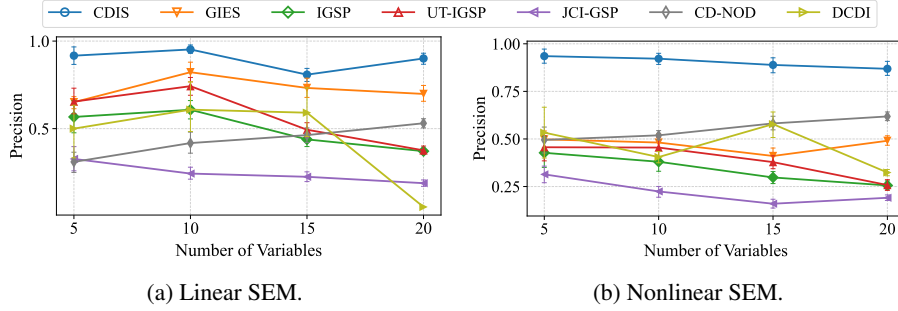 CDIS GIES IGSP UT-IGSP JCI-GSP CD-NOD DCDI
1.0
0.5
Precision
5 10 15 20
Number of Variables
(a) Linear SEM.
1.00
0.75
0.50
0.25
Precision
5 10 15 20
Number of Variables
(b) Nonlinear SEM.